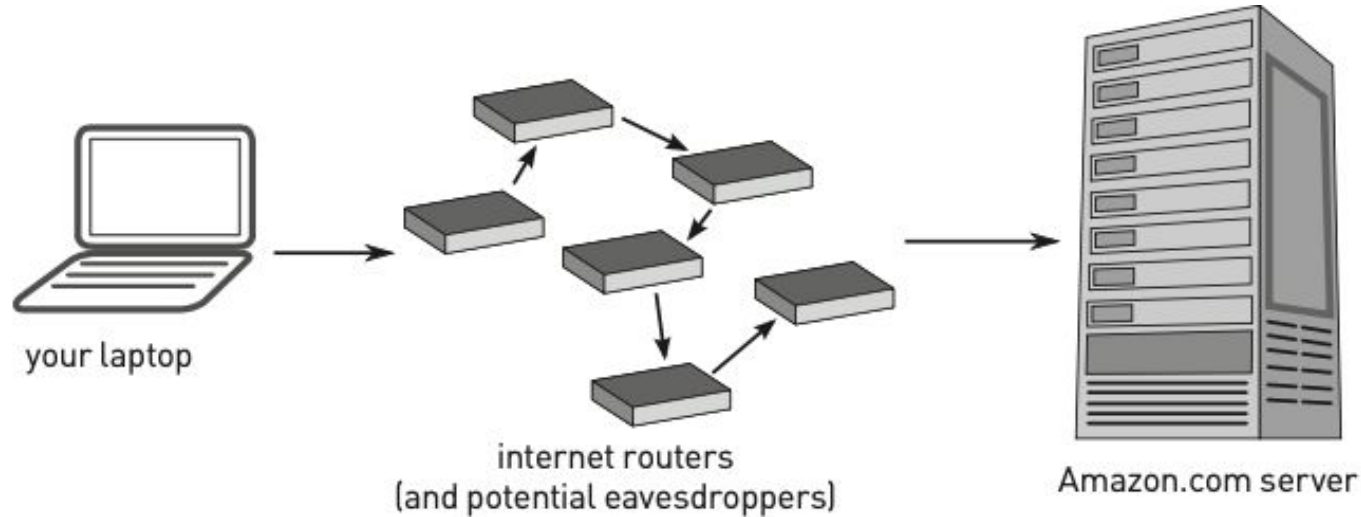 your laptop
internet routers
(and potential eavesdroppers)
Amazon.com server